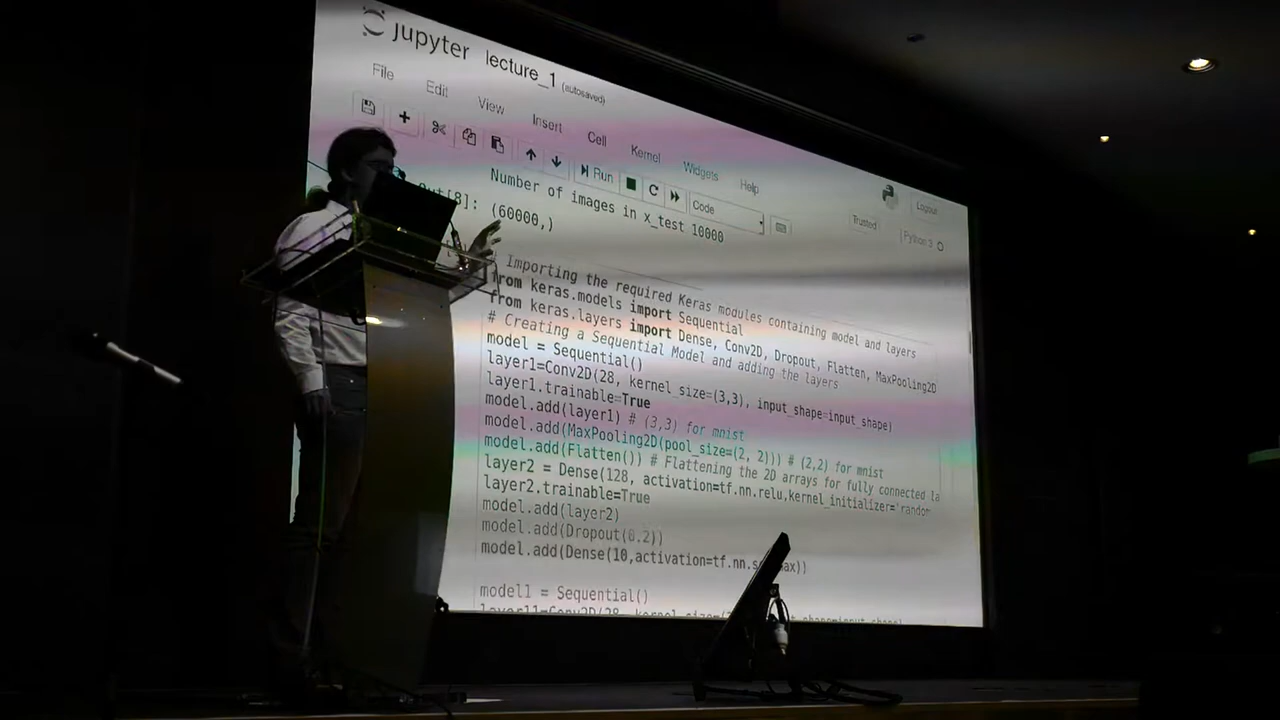 jupyter lecture_1 (autosaved)
File Edit View Insert Cell Kernel Widgets Help
Trusted Python 3 Logout
Run Code
Number of images in x_test 10000
Out[8]: (60000,)
Importing the required Keras modules containing model and layers
from keras.models import Sequential
from keras.layers import Dense, Conv2D, Dropout, Flatten, MaxPooling2D
# Creating a Sequential Model and adding the layers
model = Sequential()
layer1=Conv2D(28, kernel_size=(3,3), input_shape=input_shape)
layer1.trainable=True
model.add(layer1) # (3,3) for mnist
model.add(MaxPooling2D(pool_size=(2, 2))) # (2,2) for mnist
model.add(Flatten()) # Flattening the 2D arrays for fully connected la
layer2 = Dense(128, activation=tf.nn.relu,kernel_initializer='random
layer2.trainable=True
model.add(layer2)
model.add(Dropout(0.2))
model.add(Dense(10,activation=tf.nn.s ax))
model1 = Sequential()
layer11=Conv2D(28, kernel_size=